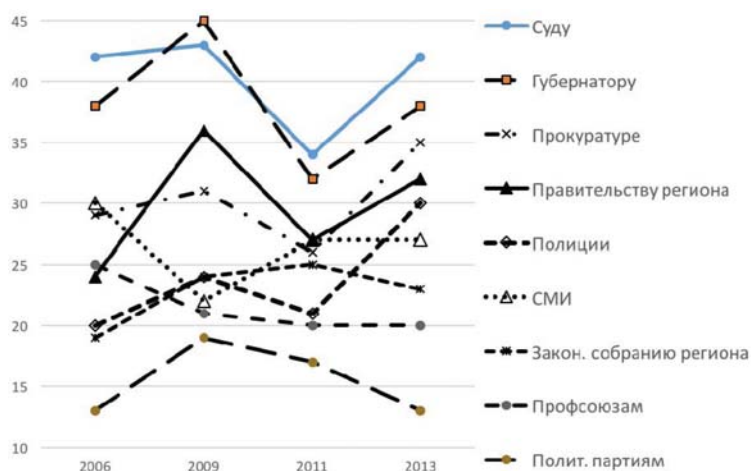 45
40
35
30
25
20
15
10
2006 2009 2011 2013
Суду
Губернатору
Прокуратуре
Правительству региона
Полиции
СМИ
Закон. собранию региона
Профсоюзам
Полит. партиям